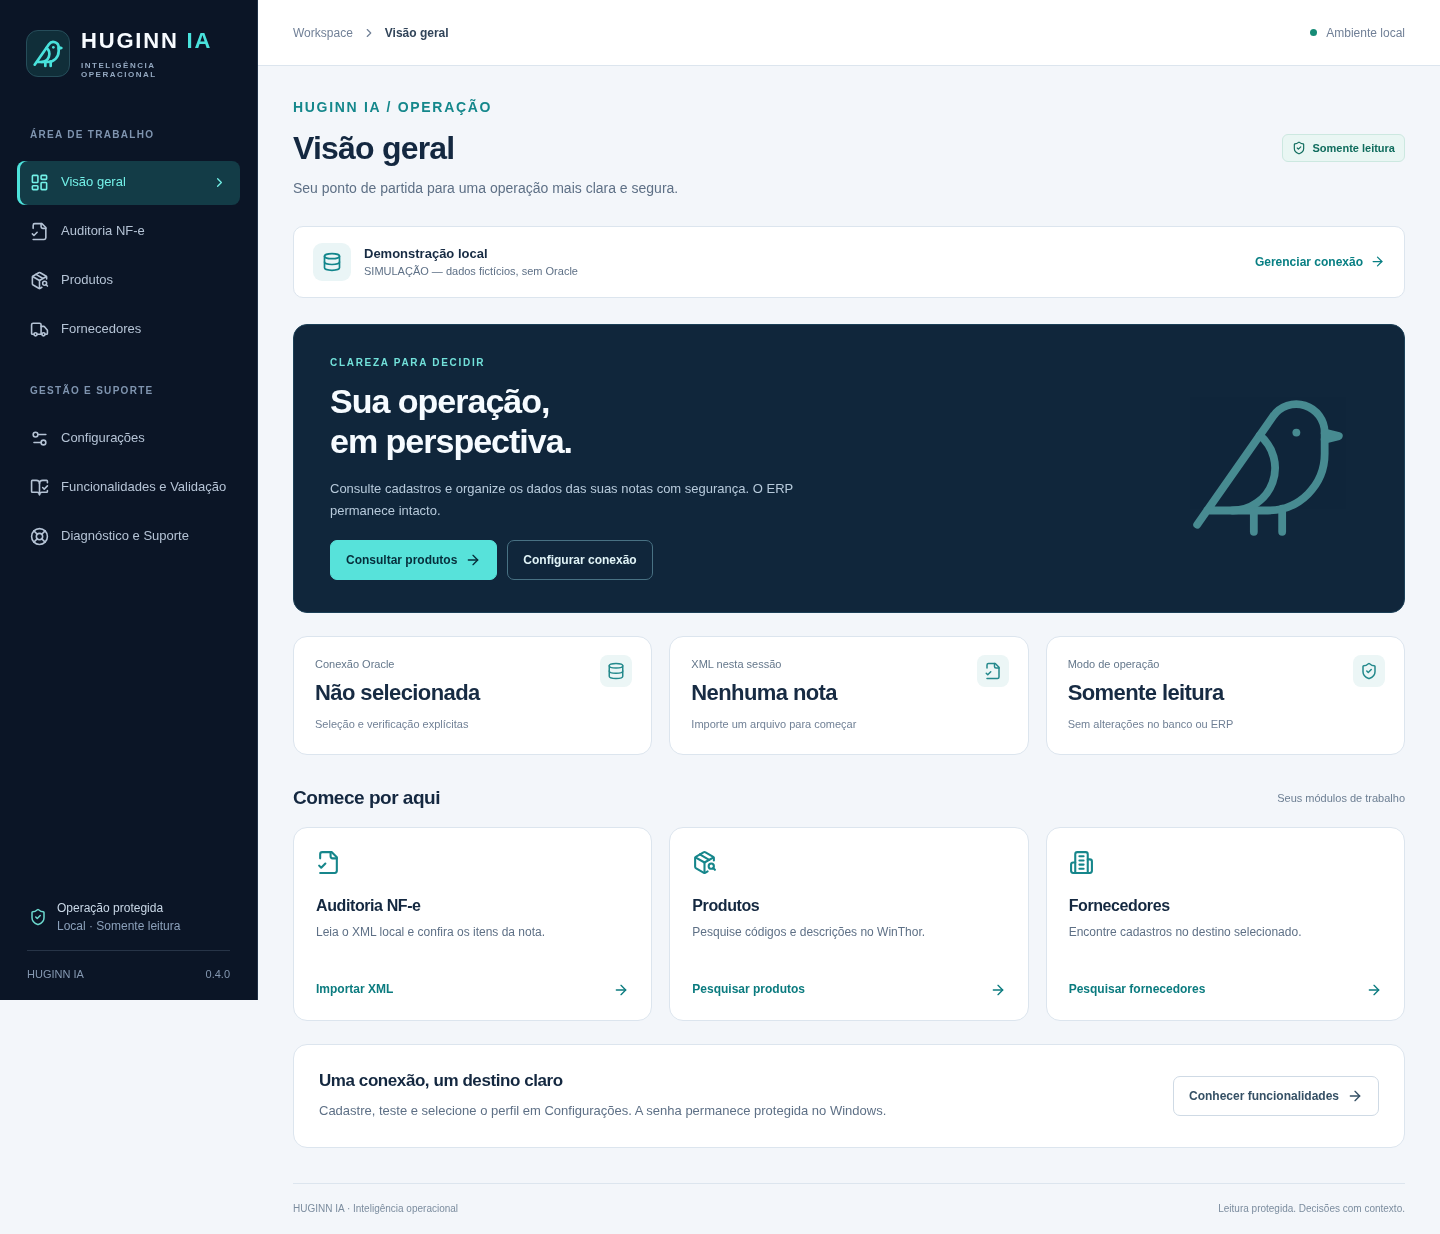 HUGINN IA
INTELIGÊNCIA
OPERACIONAL
ÁREA DE TRABALHO
Visão geral
Auditoria NF-e
Produtos
Fornecedores
GESTÃO E SUPORTE
Configurações
Funcionalidades e Validação
Diagnóstico e Suporte
Operação protegida
Local · Somente leitura
HUGINN IA 0.4.0
Workspace Visão geral
Ambiente local
HUGINN IA / OPERAÇÃO
Visão geral
Somente leitura
Seu ponto de partida para uma operação mais clara e segura.
Demonstração local
SIMULAÇÃO — dados fictícios, sem Oracle
Gerenciar conexão
CLAREZA PARA DECIDIR
Sua operação,
em perspectiva.
Consulte cadastros e organize os dados das suas notas com segurança. O ERP
permanece intacto.
Consultar produtos
Configurar conexão
Conexão Oracle
Não selecionada
Seleção e verificação explícitas
XML nesta sessão
Nenhuma nota
Importe um arquivo para começar
Modo de operação
Somente leitura
Sem alterações no banco ou ERP
Comece por aqui
Seus módulos de trabalho
Auditoria NF-e
Leia o XML local e confira os itens da nota.
Importar XML
Produtos
Pesquise códigos e descrições no WinThor.
Pesquisar produtos
Fornecedores
Encontre cadastros no destino selecionado.
Pesquisar fornecedores
Uma conexão, um destino claro
Cadastre, teste e selecione o perfil em Configurações. A senha permanece protegida no Windows.
Conhecer funcionalidades
HUGINN IA · Inteligência operacional
Leitura protegida. Decisões com contexto.